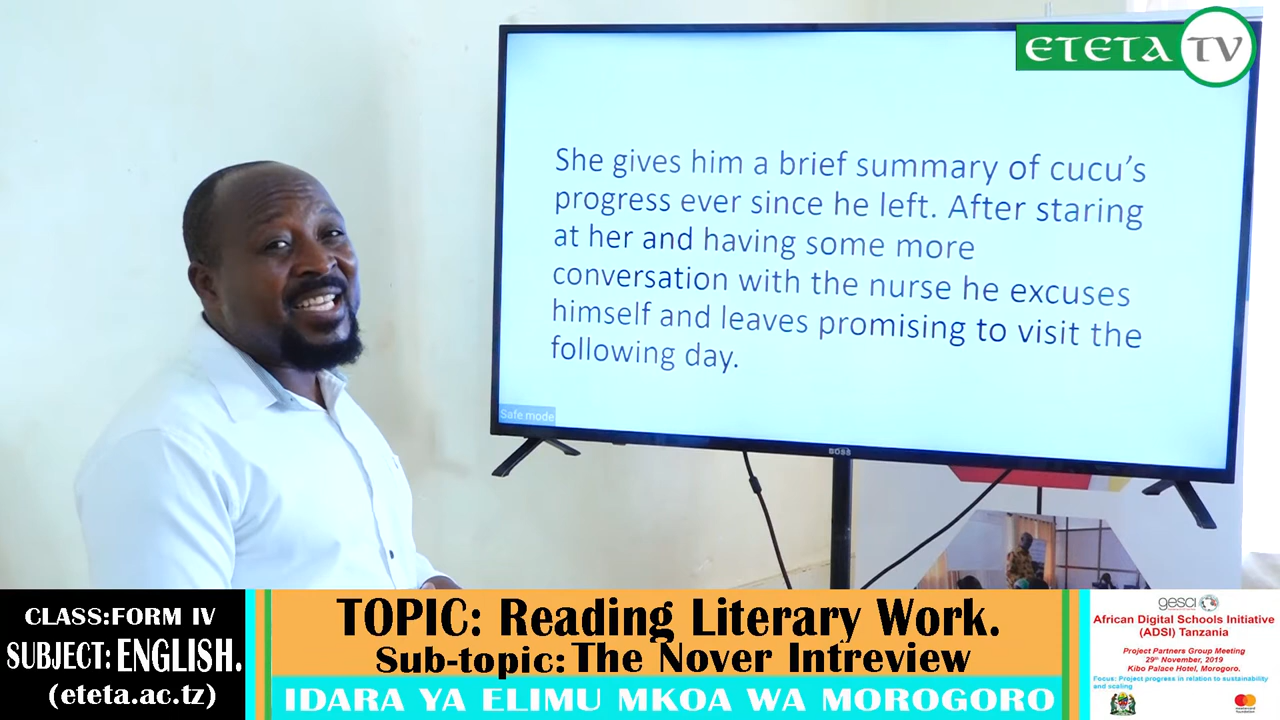 ETETA TV
She gives him a brief summary of cucu's
progress ever since he left. After staring
at her and having some more
conversation with the nurse he excuses
himself and leaves promising to visit the
following day.
Safe mode
BOSS
CLASS:FORM IV
SUBJECT: ENGLISH.
(eteta.ac.tz)
TOPIC: Reading Literary Work.
Sub-topic: The Nover Intreview
IDARA YA ELIMU MKOA WA MOROGORO
gesci
African Digital Schools Initiative
(ADSI) Tanzania
Project Partners Group Meeting
29th November, 2019
Kibo Palace Hotel, Morogoro.
Focus: Project progress in relation to sustainability
and scaling
mastercard
foundation